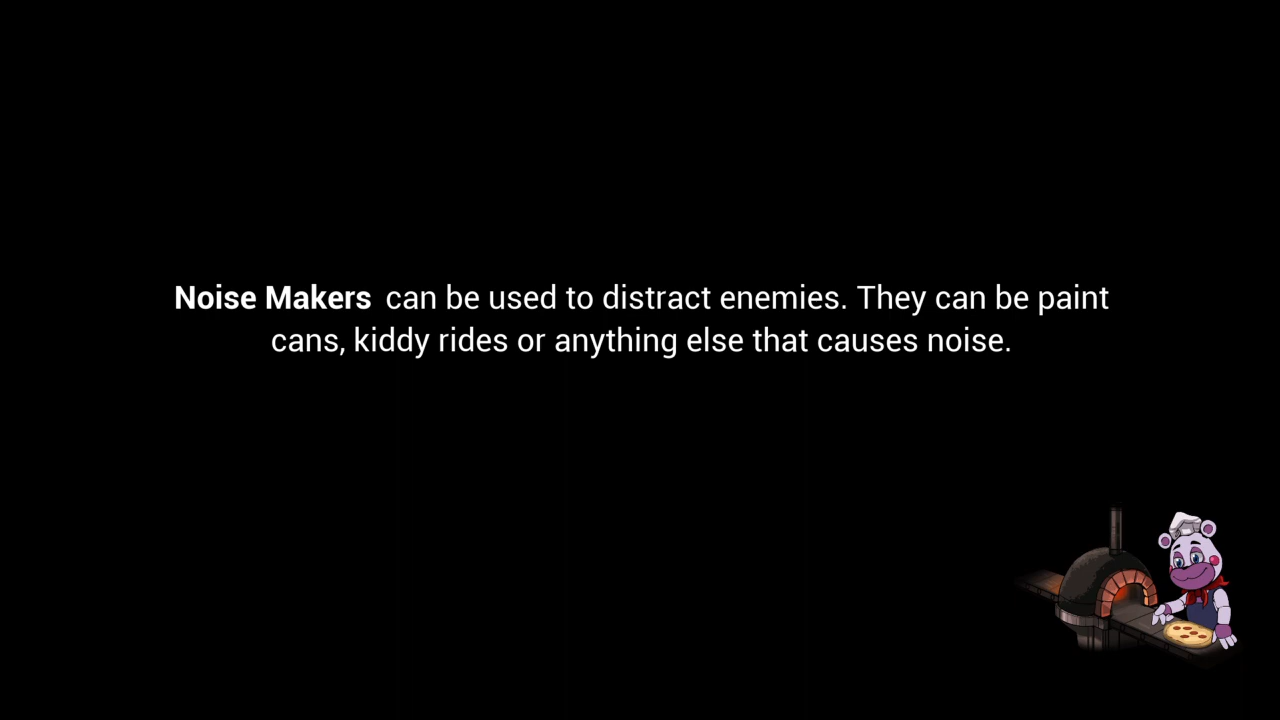 Noise Makers can be used to distract enemies. They can be paint
cans, kiddy rides or anything else that causes noise.